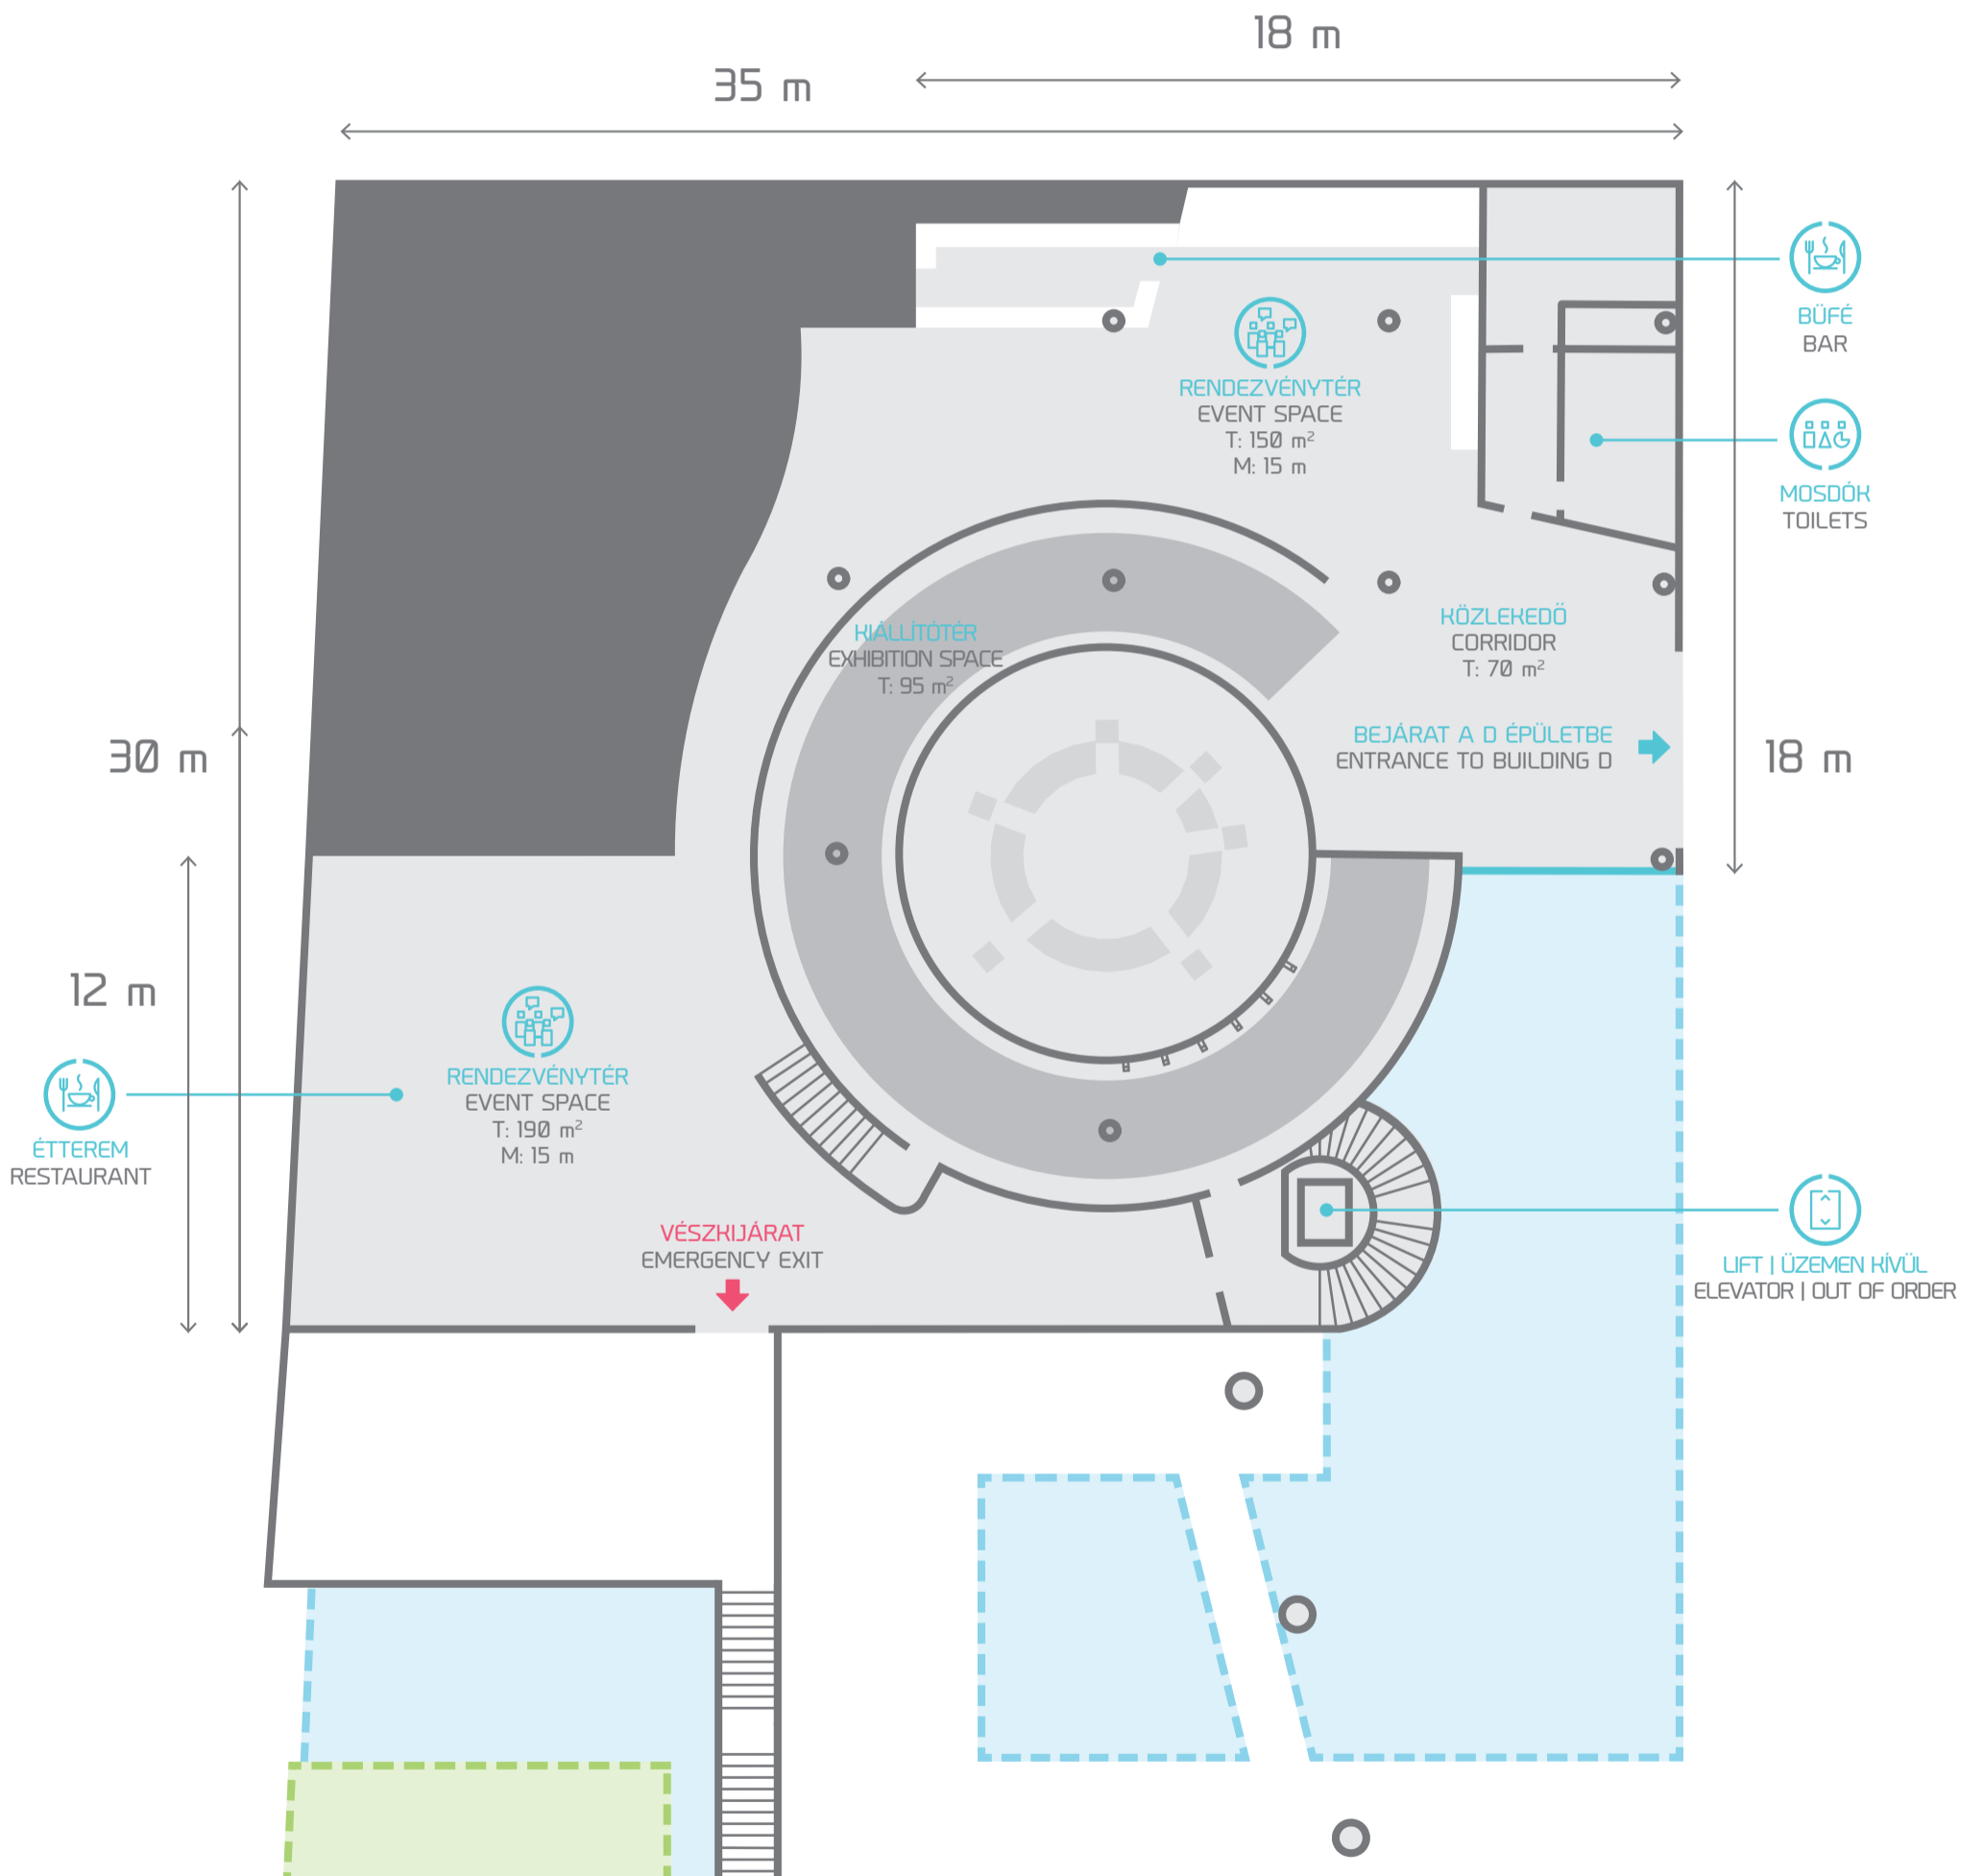 18 m
35 m
BÜFÉ
BAR
RENDEZVÉNYTÉR
EVENT SPACE
T: 150 m²
M: 15 m
MOSDÓK
TOILETS
KIÁLLÍTÓTÉR
EXHIBITION SPACE
T: 95 m²
KÖZLEKEDŐ
CORRIDOR
T: 70 m²
BEJÁRAT A D ÉPÜLETBE
ENTRANCE TO BUILDING D
30 m
18 m
12 m
RENDEZVÉNYTÉR
EVENT SPACE
T: 190 m²
M: 15 m
ÉTTEREM
RESTAURANT
VÉSZKIJÁRAT
EMERGENCY EXIT
LIFT | ÜZEMEN KÍVÜL
ELEVATOR | OUT OF ORDER